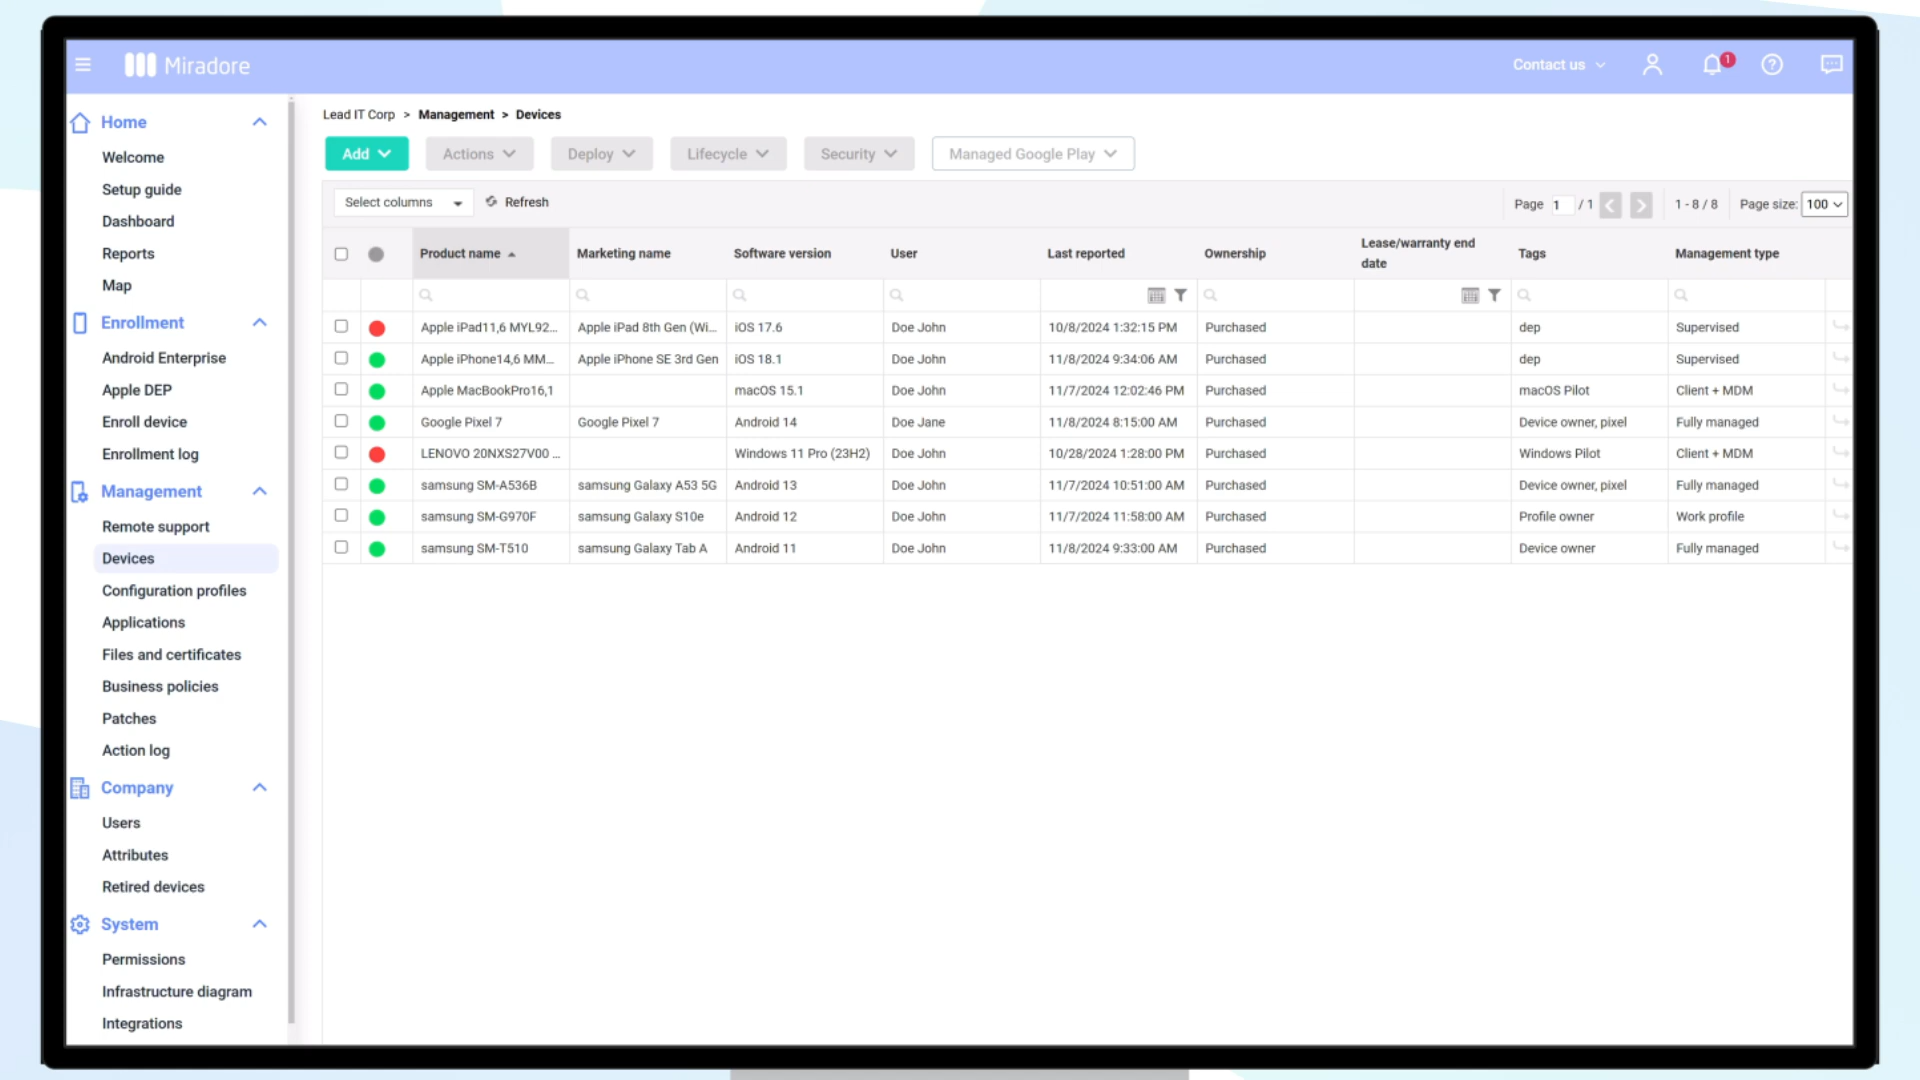 Miradore
Contact us
1
Home
Welcome
Setup guide
Dashboard
Reports
Map
Enrollment
Android Enterprise
Apple DEP
Enroll device
Enrollment log
Management
Remote support
Devices
Configuration profiles
Applications
Files and certificates
Business policies
Patches
Action log
Company
Users
Attributes
Retired devices
System
Permissions
Infrastructure diagram
Integrations
Lead IT Corp > Management > Devices
Add Actions Deploy Lifecycle Security Managed Google Play
Select columns Refresh Page 1 / 1 1 - 8 / 8 Page size: 100
Product name Marketing name Software version User Last reported Ownership Lease/warranty end date Tags Management type
Apple iPad11,6 MYL92... Apple iPad 8th Gen (Wi... iOS 17.6 Doe John 10/8/2024 1:32:15 PM Purchased dep Supervised
Apple iPhone14,6 MM... Apple iPhone SE 3rd Gen iOS 18.1 Doe John 11/8/2024 9:34:06 AM Purchased dep Supervised
Apple MacBookPro16,1 macOS 15.1 Doe John 11/7/2024 12:02:46 PM Purchased macOS Pilot Client + MDM
Google Pixel 7 Google Pixel 7 Android 14 Doe Jane 11/8/2024 8:15:00 AM Purchased Device owner, pixel Fully managed
LENOVO 20NXS27V00 ... Windows 11 Pro (23H2) Doe John 10/28/2024 1:28:00 PM Purchased Windows Pilot Client + MDM
samsung SM-A536B samsung Galaxy A53 5G Android 13 Doe John 11/7/2024 10:51:00 AM Purchased Device owner, pixel Fully managed
samsung SM-G970F samsung Galaxy S10e Android 12 Doe John 11/7/2024 11:58:00 AM Purchased Profile owner Work profile
samsung SM-T510 samsung Galaxy Tab A Android 11 Doe John 11/8/2024 9:33:00 AM Purchased Device owner Fully managed